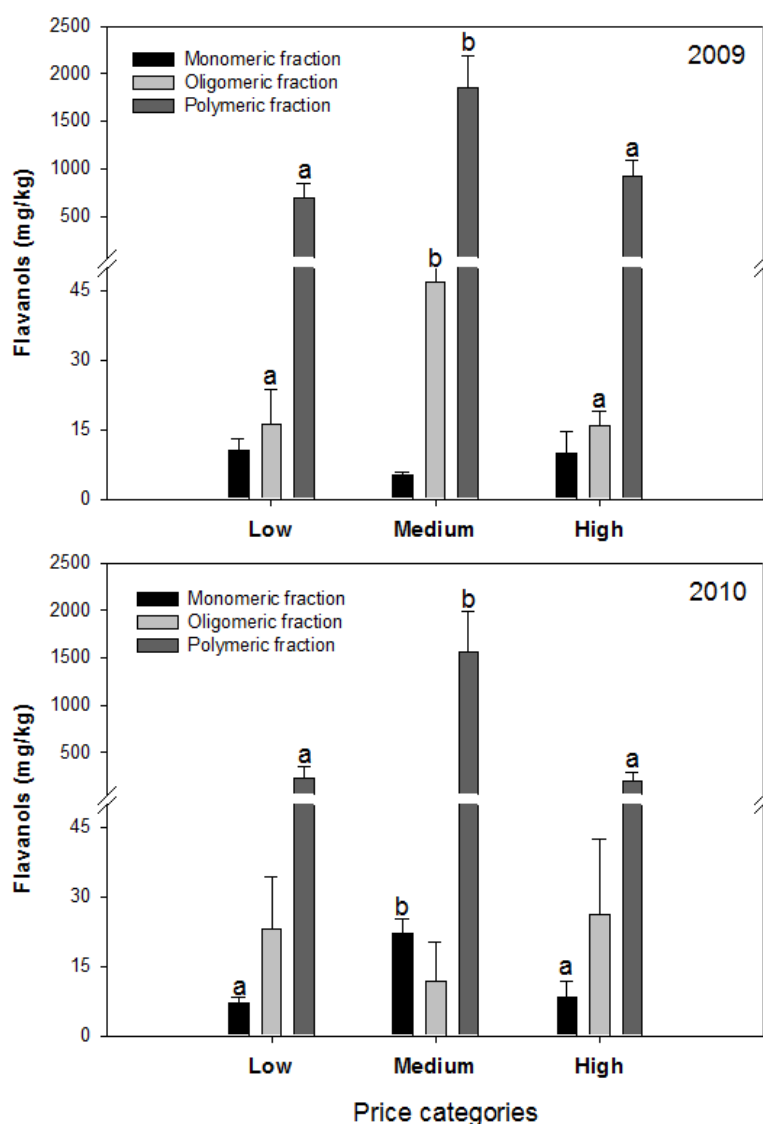 2500
b
2009
Monomeric fraction
2000
Oligomeric fraction
Polymeric fraction
1500
a
a
1000
500
b
Flavanols (mg/kg)
45
30
a
a
15
0
Low Medium High
2500
2010
Monomeric fraction
b
2000
Oligomeric fraction
Polymeric fraction
1500
1000
a
a
500
Flavanols (mg/kg)
45
30
b
15
a
a
0
Low Medium High
Price categories